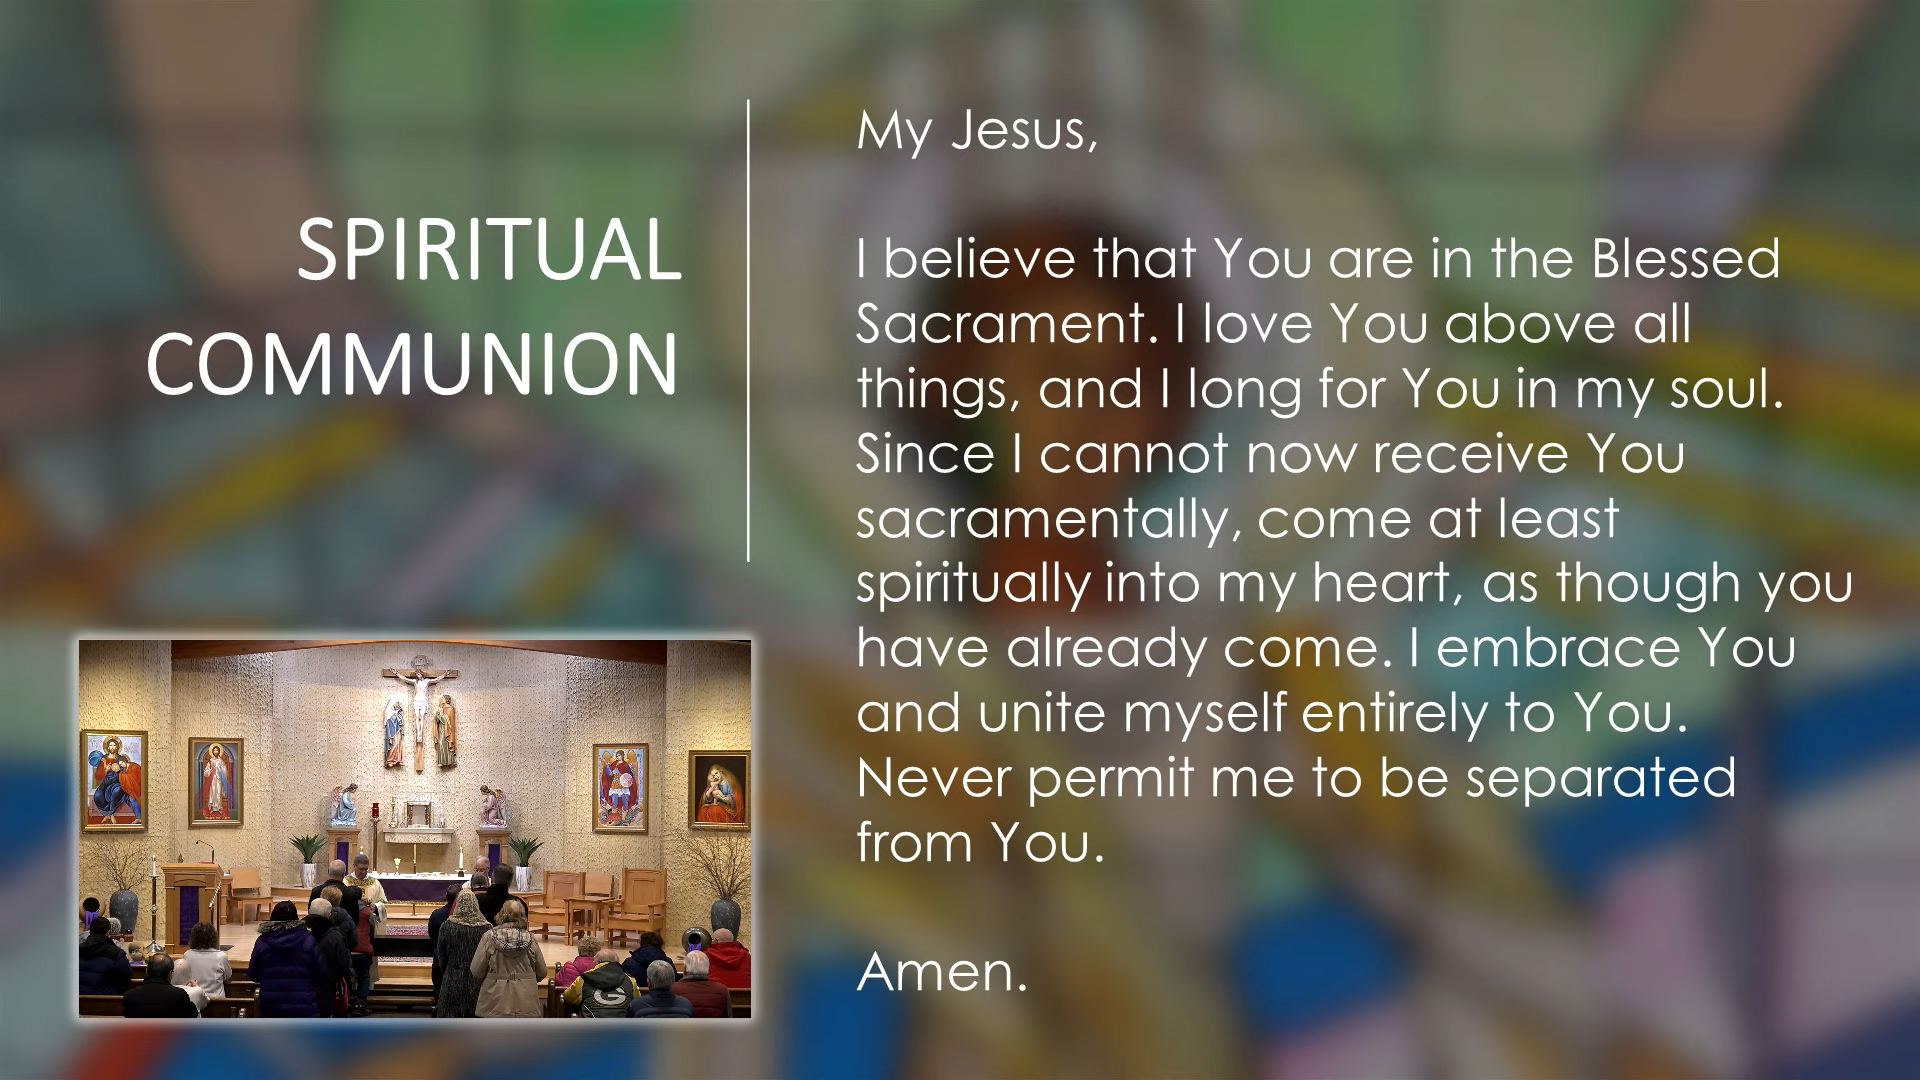 SPIRITUAL
COMMUNION
My Jesus,
I believe that You are in the Blessed
Sacrament. I love You above all
things, and I long for You in my soul.
Since I cannot now receive You
sacramentally, come at least
spiritually into my heart, as though you
have already come. I embrace You
and unite myself entirely to You.
Never permit me to be separated
from You.
Amen.
G